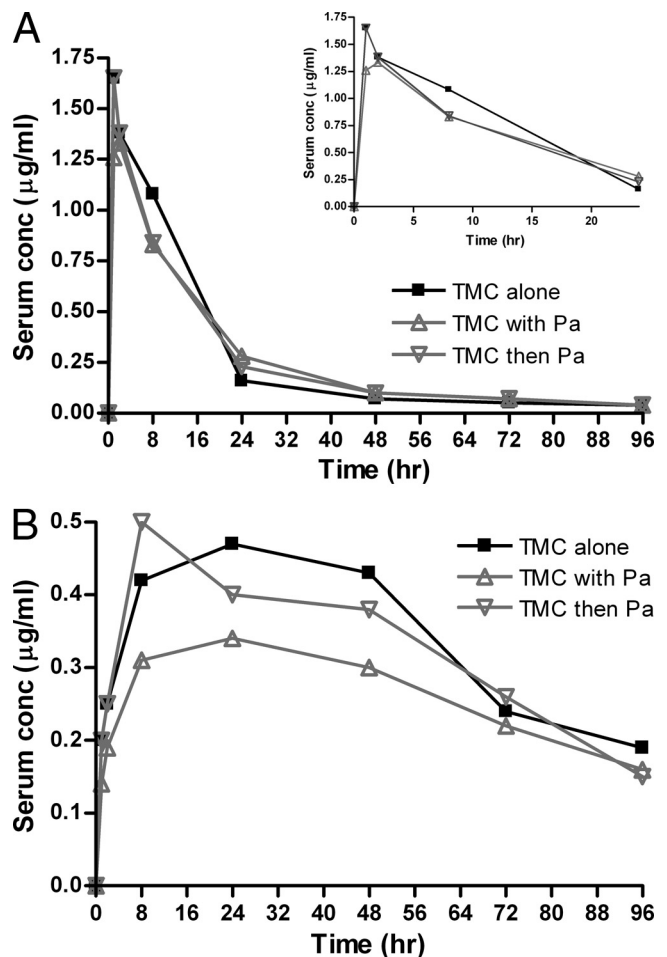 A
Serum conc (µg/ml)
1.75
1.50
1.25
1.00
0.75
0.50
0.25
0.00
0 8 16 24 32 40 48 56 64 72 80 88 96
Time (hr)
Serum conc (µg/ml)
1.75
1.50
1.25
1.00
0.75
0.50
0.25
0.00
0 5 10 15 20
Time (hr)
TMC alone
TMC with Pa
TMC then Pa
B
Serum conc (µg/ml)
0.5
0.4
0.3
0.2
0.1
0.0
0 8 16 24 32 40 48 56 64 72 80 88 96
Time (hr)
TMC alone
TMC with Pa
TMC then Pa